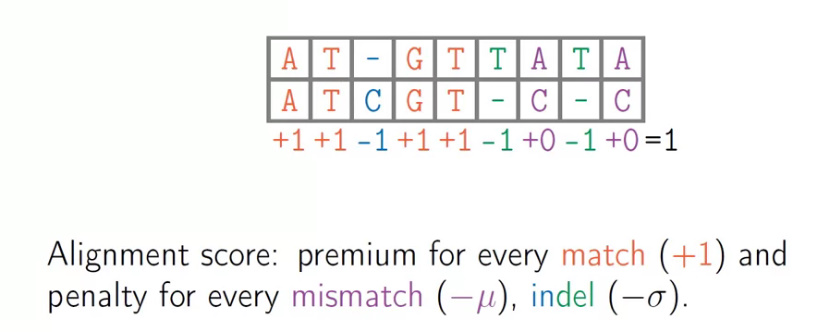 A T - G T T A T A
A T C G T - C - C
+1 +1 -1 +1 +1 -1 +0 -1 +0 =1
Alignment score: premium for every match (+1) and
penalty for every mismatch (−μ), indel (−σ).